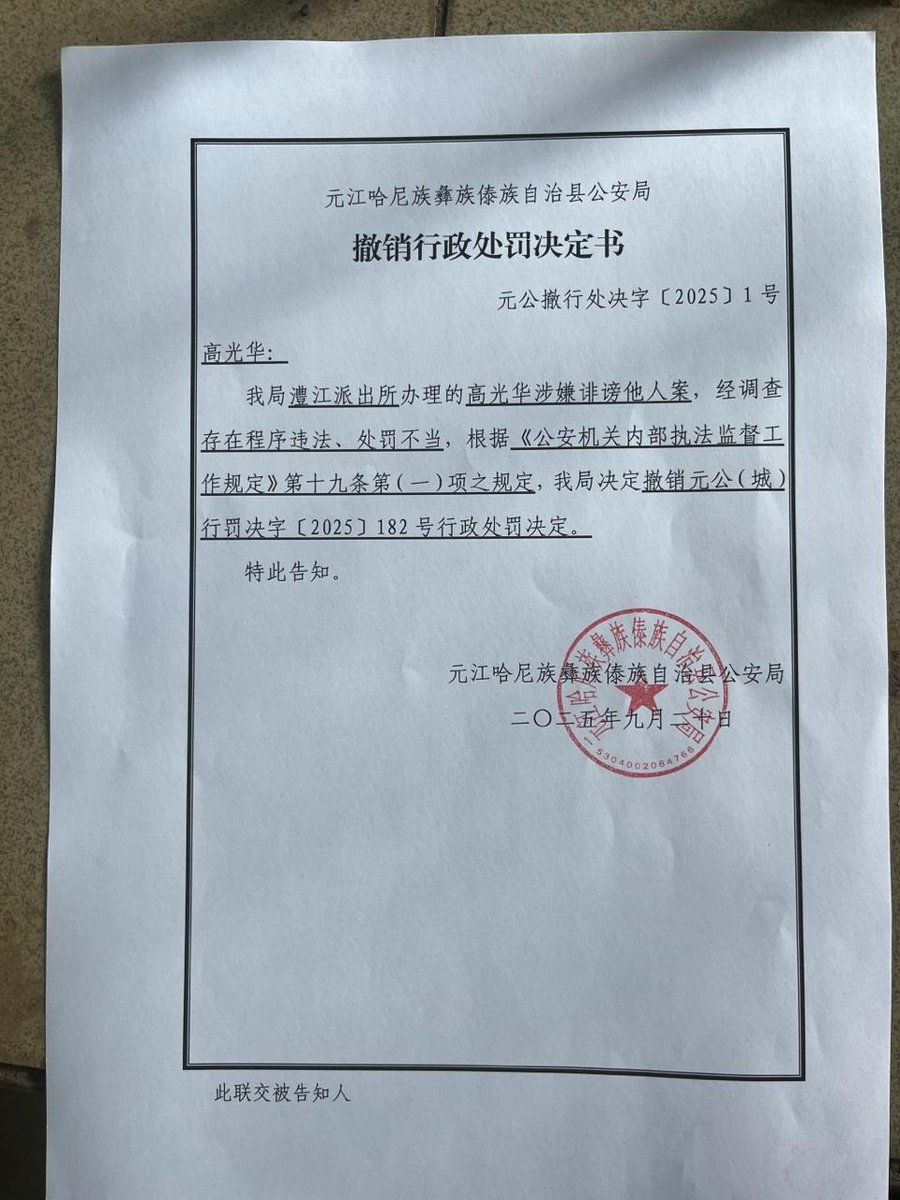 元江哈尼族彝族傣族自治县公安局
撤销行政处罚决定书
元公撤行处决字〔2025〕1号
高光华：
我局澧江派出所办理的高光华涉嫌诽谤他人案，经调查
存在程序违法、处罚不当，根据《公安机关内部执法监督工
作规定》第十九条第(一)项之规定，我局决定撤销元公(城)
行罚决字〔2025〕182号行政处罚决定。
特此告知。
元江哈尼族彝族傣族自治县公安局
二〇二五年九月二十日
元江哈尼族彝族傣族自治县公安局
5304002064766
此联交被告知人